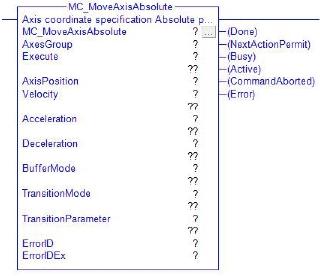 MC_MoveAxisAbsolute
Axis coordinate specification Absolute p...
MC_MoveAxisAbsolute ? ... (Done)
AxesGroup ? (NextActionPermit)
Execute ? (Busy)
?? (Active)
AxisPosition ? (CommandAborted)
Velocity ? (Error)
??
Acceleration ?
??
Deceleration ?
??
BufferMode ?
??
TransitionMode ?
??
TransitionParameter ?
??
ErrorID ?
ErrorIDEx ?